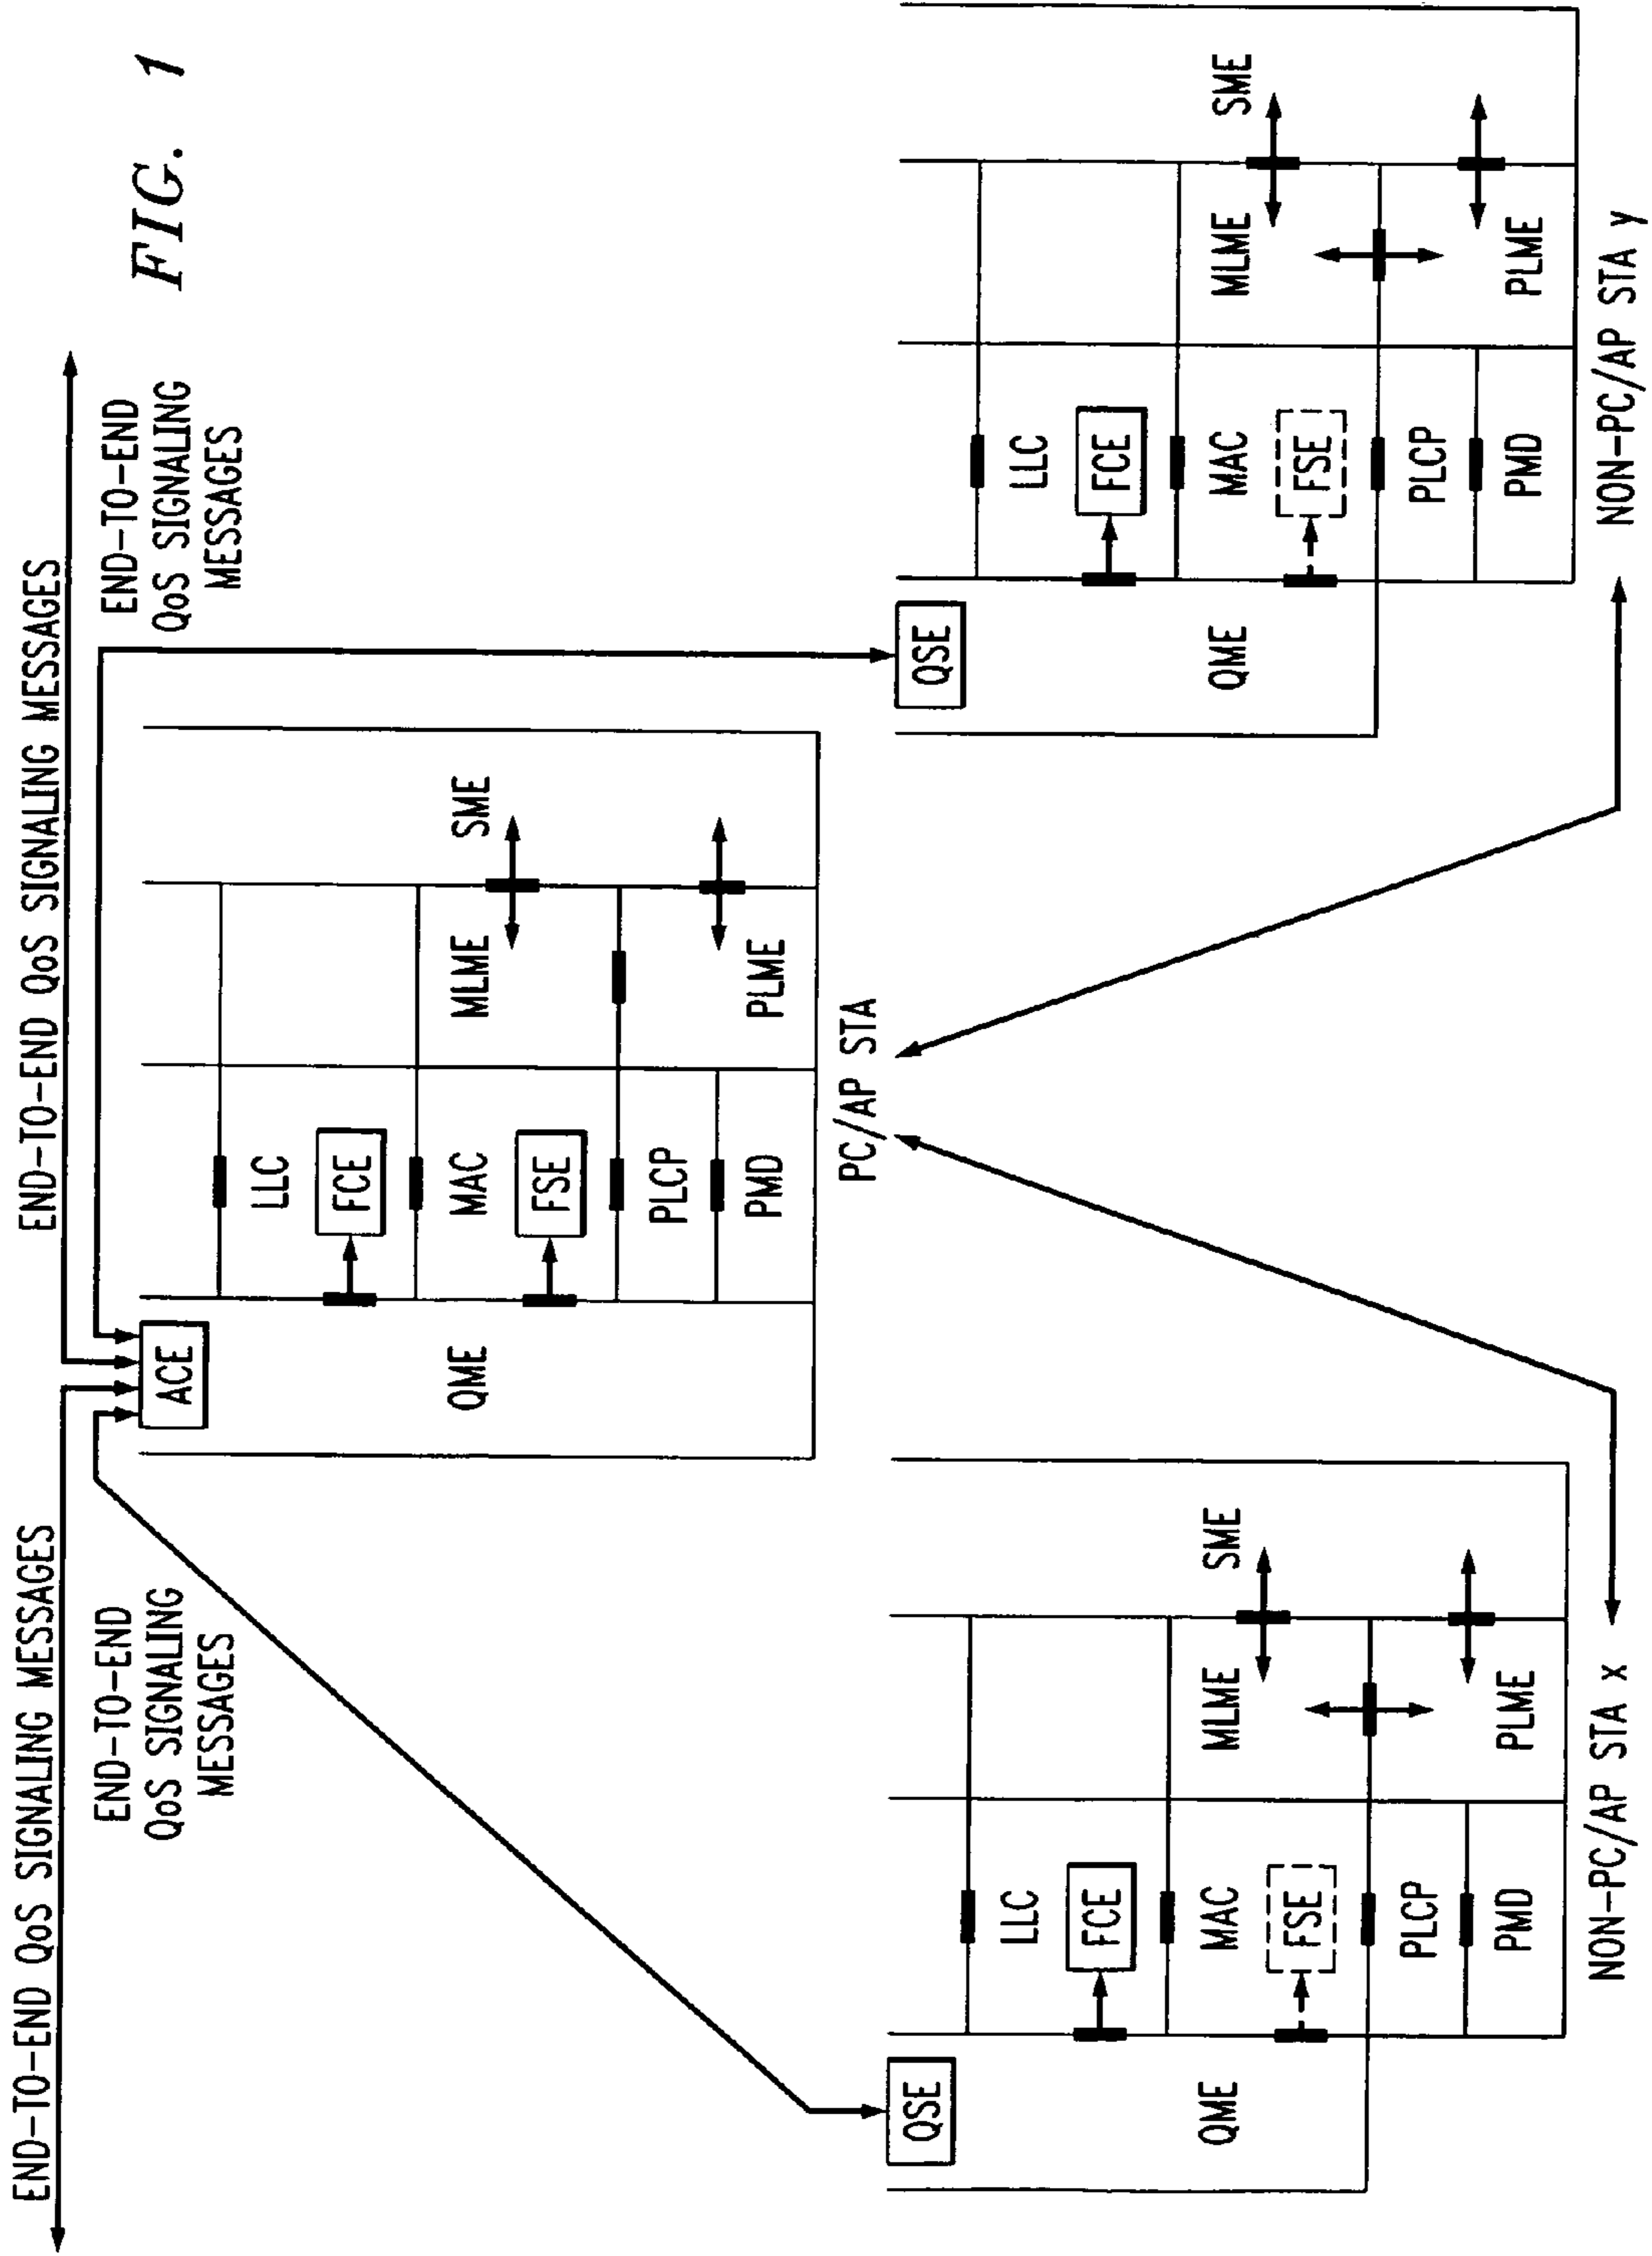 FIG. 1
END-TO-END QoS SIGNALING MESSAGES
END-TO-END QoS SIGNALING MESSAGES
END-TO-END
QoS SIGNALING
MESSAGES
END-TO-END
QoS SIGNALING
MESSAGES
ACE
QME
LLC
FCE
MAC
FSE
PLCP
PMD
MLME
PLME
SME
PC/AP STA
QSE
QME
LLC
FCE
MAC
FSE
PLCP
PMD
MLME
PLME
SME
NON-PC/AP STA x
QSE
QME
LLC
FCE
MAC
FSE
PLCP
PMD
MLME
PLME
SME
NON-PC/AP STA y